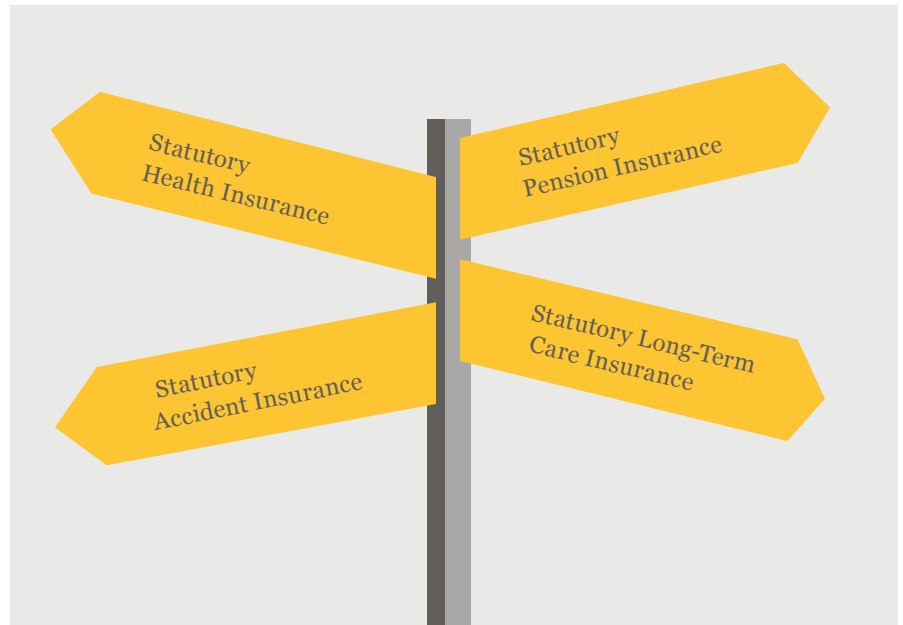 Statutory
Health Insurance
Statutory
Pension Insurance
Statutory
Accident Insurance
Statutory Long-Term
Care Insurance